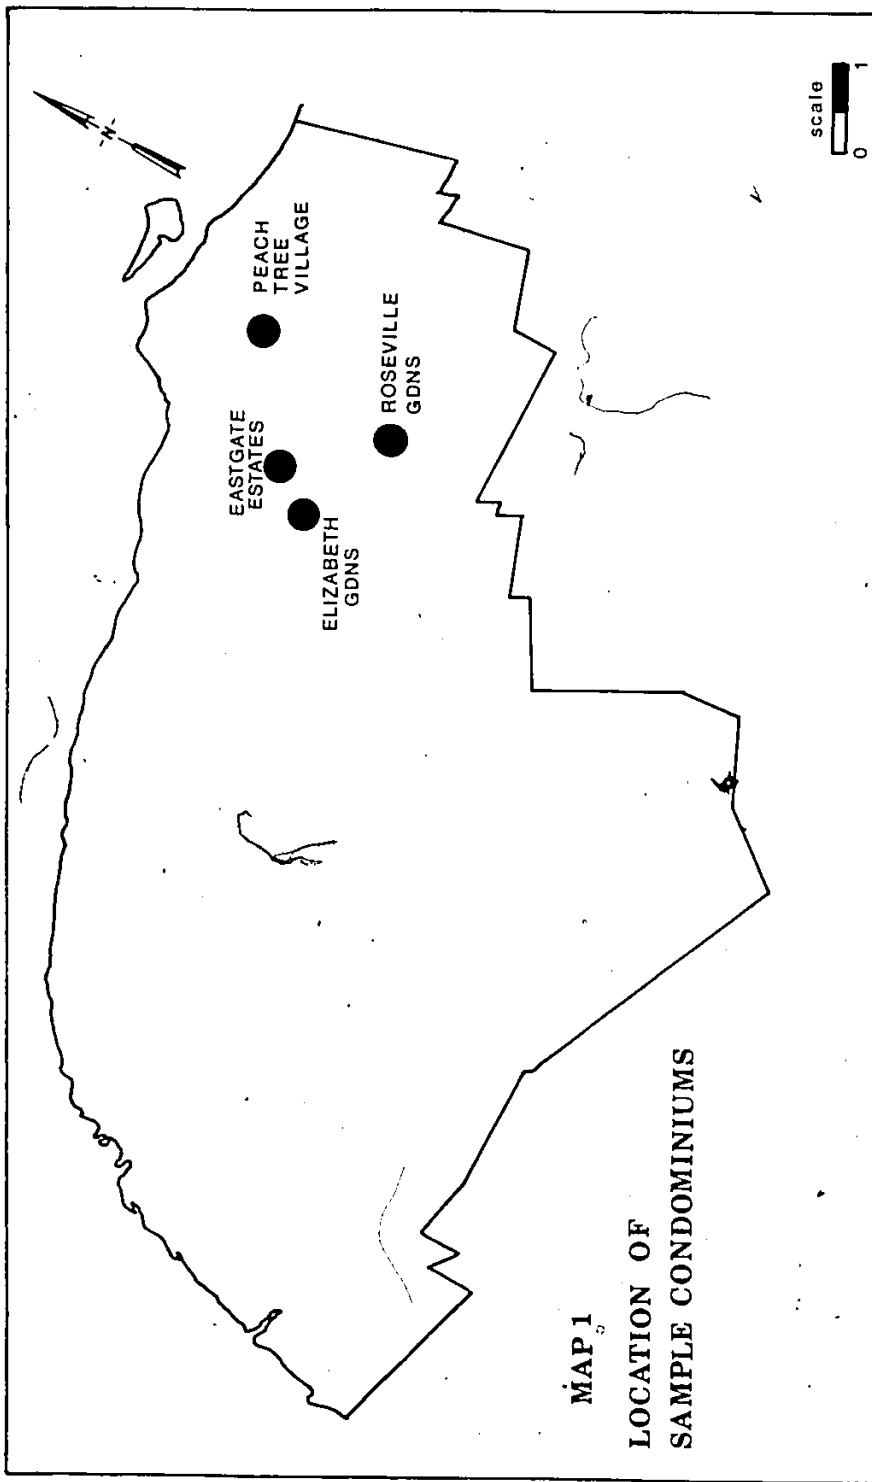 MAP 1
LOCATION OF
SAMPLE CONDOMINIUMS
EASTGATE
ESTATES
ELIZABETH
GDNS
PEACH
TREE
VILLAGE
ROSEVILLE
GDNS
-N-
scale
0 1